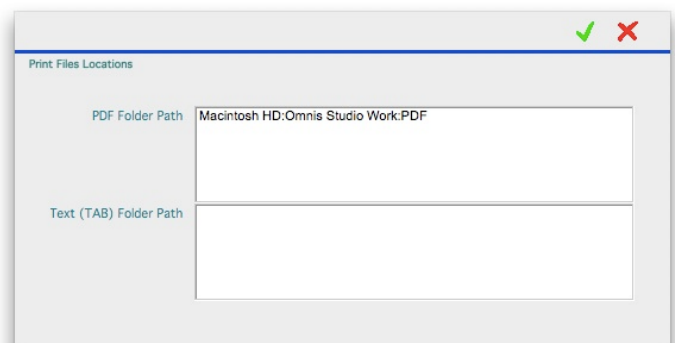 Print Files Locations
PDF Folder Path
Macintosh HD:Omnis Studio Work:PDF
Text (TAB) Folder Path